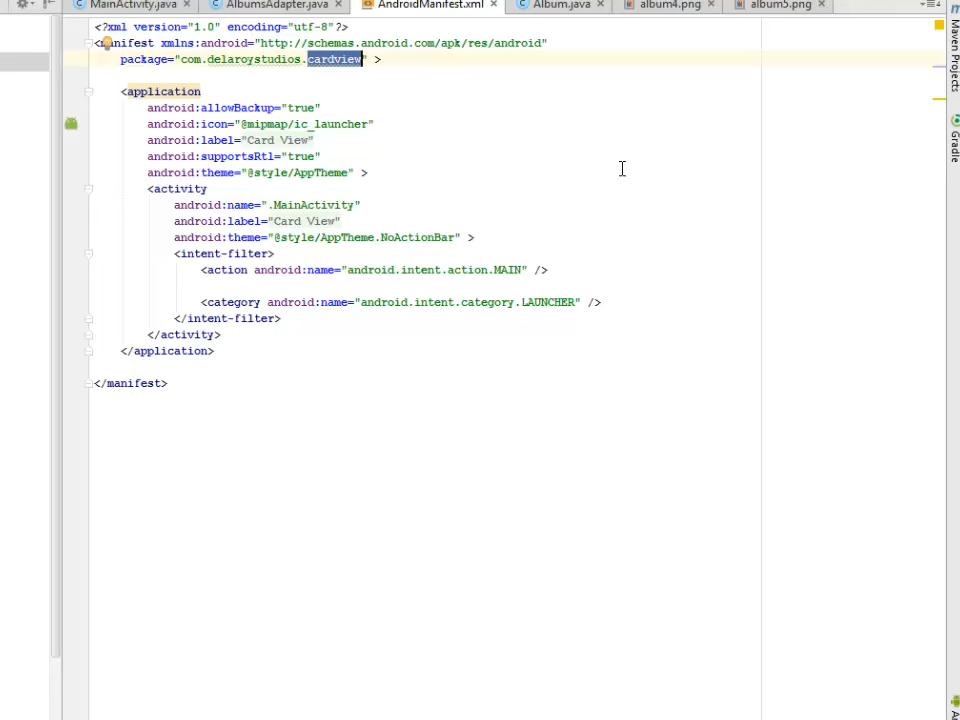 MainActivity.java AlbumsAdapter.java AndroidManifest.xml Album.java album4.png album5.png
<?xml version="1.0" encoding="utf-8"?>
<manifest xmlns:android="http://schemas.android.com/apk/res/android"
package="com.delaroystudios.cardview" >
<application
android:allowBackup="true"
android:icon="@mipmap/ic_launcher"
android:label="Card View"
android:supportsRtl="true"
android:theme="@style/AppTheme" >
<activity
android:name=".MainActivity"
android:label="Card View"
android:theme="@style/AppTheme.NoActionBar" >
<intent-filter>
<action android:name="android.intent.action.MAIN" />
<category android:name="android.intent.category.LAUNCHER" />
</intent-filter>
</activity>
</application>
</manifest>
Maven Projects
Gradle